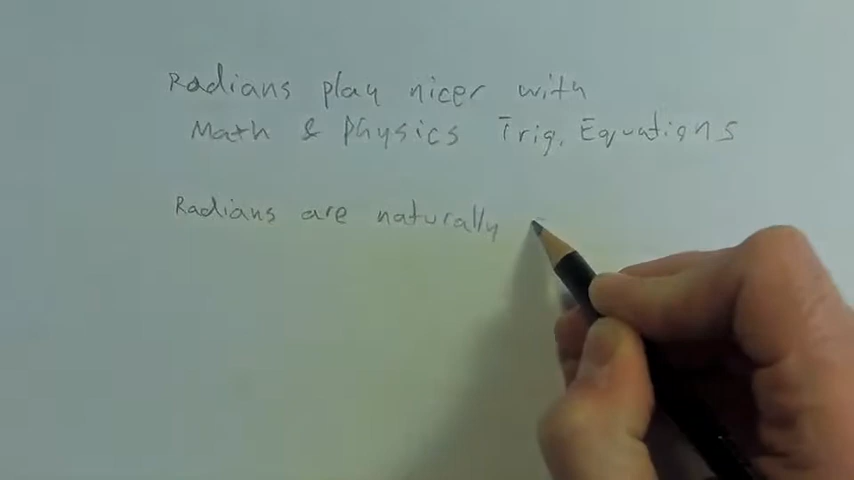 Radians play nicer with
Math & Physics Trig, Equations
Radians are naturally